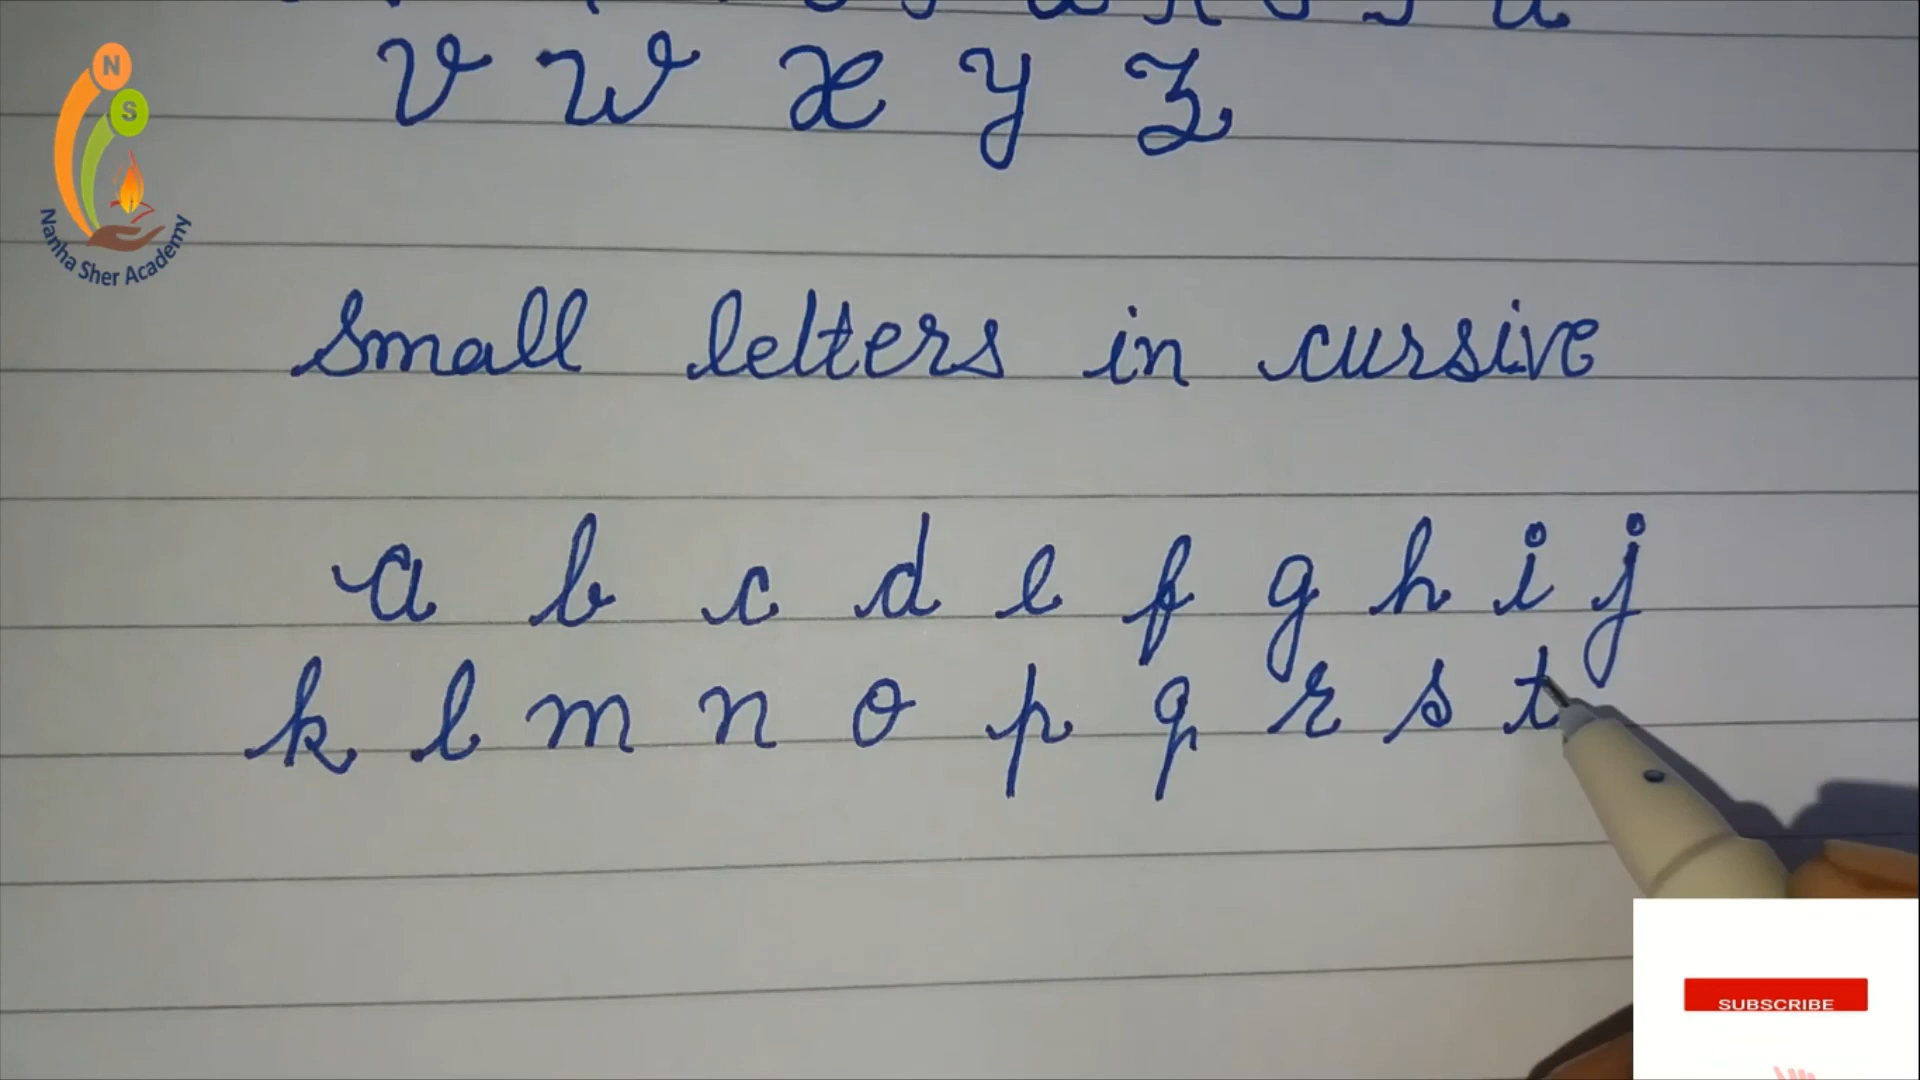 N
S
Nanha Sher Academy
V W X Y Z
Small letters in cursive
a b c d e f g h i j
k l m n o p q r s t
SUBSCRIBE